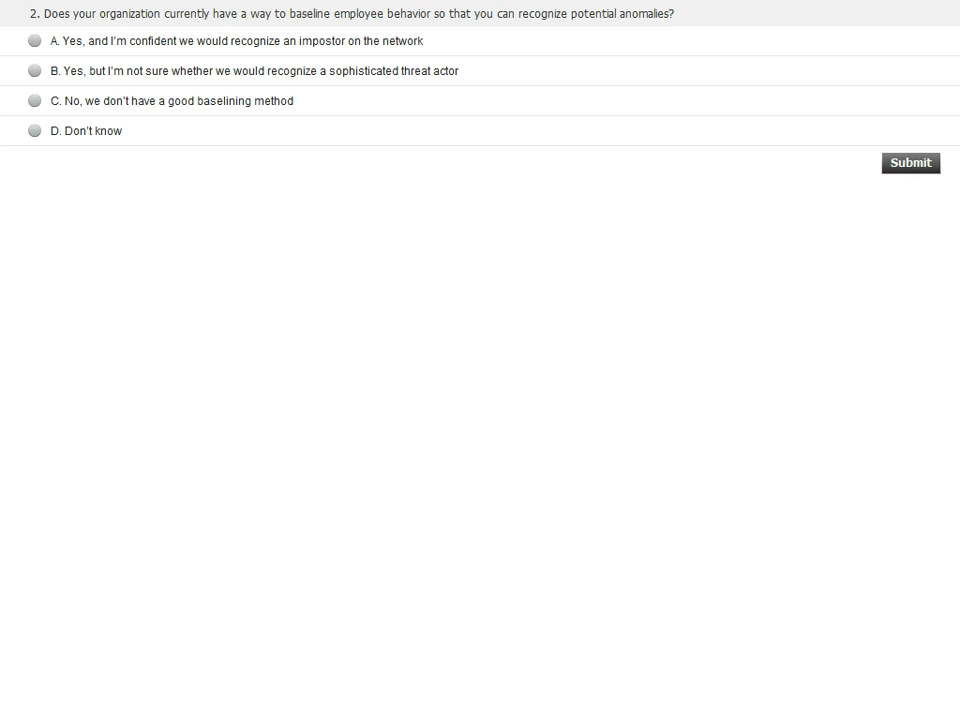 2. Does your organization currently have a way to baseline employee behavior so that you can recognize potential anomalies?
A. Yes, and I'm confident we would recognize an impostor on the network
B. Yes, but I'm not sure whether we would recognize a sophisticated threat actor
C. No, we don't have a good baselining method
D. Don't know
Submit